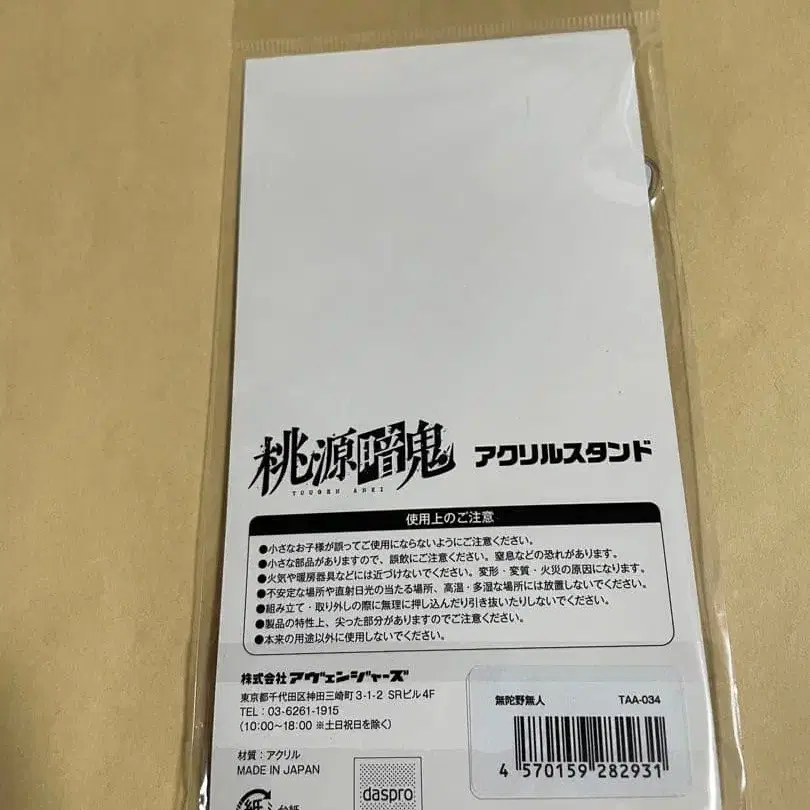 桃源暗鬼 アクリルスタンド
TOUGEN ANKI
使用上のご注意
●小さなお子様が誤ってご使用にならないようにご注意ください。
●小さな部品がありますので、誤飲にご注意ください。窒息などの恐れがあります。
●火気や暖房器具などには近づけないでください。変形・変質・火災の原因になります。
●不安定な場所や直射日光の当たる場所、高温・多湿な場所には放置しないでください。
●組み立て・取り外しの際に無理に押し込んだり引き抜いたりしないでください。
●製品の特性上、尖った部分がありますのでご注意ください。
●本来の用途以外に使用しないでください。
株式会社アヴェンジャーズ
東京都千代田区神田三崎町3-1-2 SRビル4F
TEL:03-6261-1915
(10:00~18:00 ※土日祝日を除く)
材質:アクリル
MADE IN JAPAN
紙 台紙
daspro
無陀野無人 TAA-034
4 570159 282931